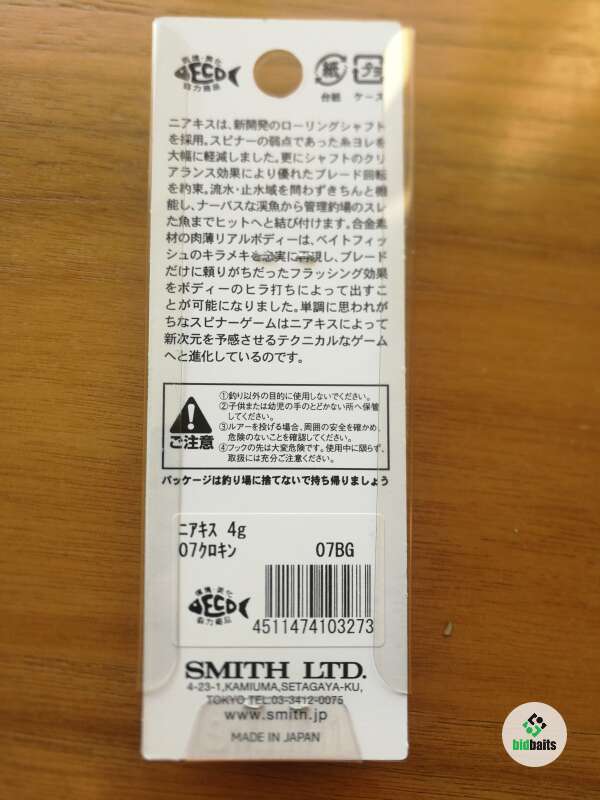 環境・美化
ECO
協力商品
紙
台紙
プラ
ケース
ニアキスは、新開発のローリングシャフト
を採用。スピナーの弱点であった糸ヨレを
大幅に軽減しました。更にシャフトのクリ
アランス効果により優れたブレード回転
を約束。流水・止水域を問わずきちんと機
能し、ナーバスな渓魚から管理釣場のスレ
た魚までヒットへと結び付けます。合金素
材の肉薄リアルボディーは、ベイトフィッ
シュのキラメキを忠実に再現し、ブレード
だけに頼りがちだったフラッシング効果
をボディーのヒラ打ちによって出すこ
とが可能になりました。単調に思われが
ちなスピナーゲームはニアキスによって
新次元を予感させるテクニカルなゲーム
へと進化しているのです。
ご注意
①釣り以外の目的に使用しないでください。
②子供または幼児の手のとどかない所へ保管
してください。
③ルアーを投げる場合、周囲の安全を確かめ、
危険のないことを確認してください。
④フックの先は大変危険です。使用中に限らず、
取扱には充分ご注意ください。
パッケージは釣り場に捨てないで持ち帰りましょう
ニアキス 4g
07クロキン 07BG
環境・美化
ECO
協力商品
4511474103273
SMITH LTD.
4-23-1,KAMIUMA,SETAGAYA-KU,
TOKYO TEL.03-3412-0075
www.smith.jp
MADE IN JAPAN
bidbaits